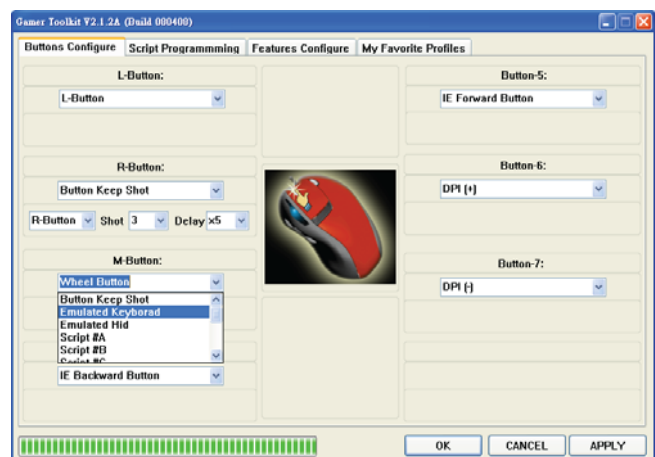 Gamer Toolkit V2.1.2A (Build 080408)
Buttons Configure Script Programmming Features Configure My Favorite Profiles
L-Button:
L-Button
R-Button:
Button Keep Shot
R-Button Shot 3 Delay x5
M-Button:
Wheel Button
Button Keep Shot
Emulated Keyborad
Emulated Hid
Script #A
Script #B
Script #C
IE Backward Button
Button-5:
IE Forward Button
Button-6:
DPI (+)
Button-7:
DPI (-)
OK CANCEL APPLY